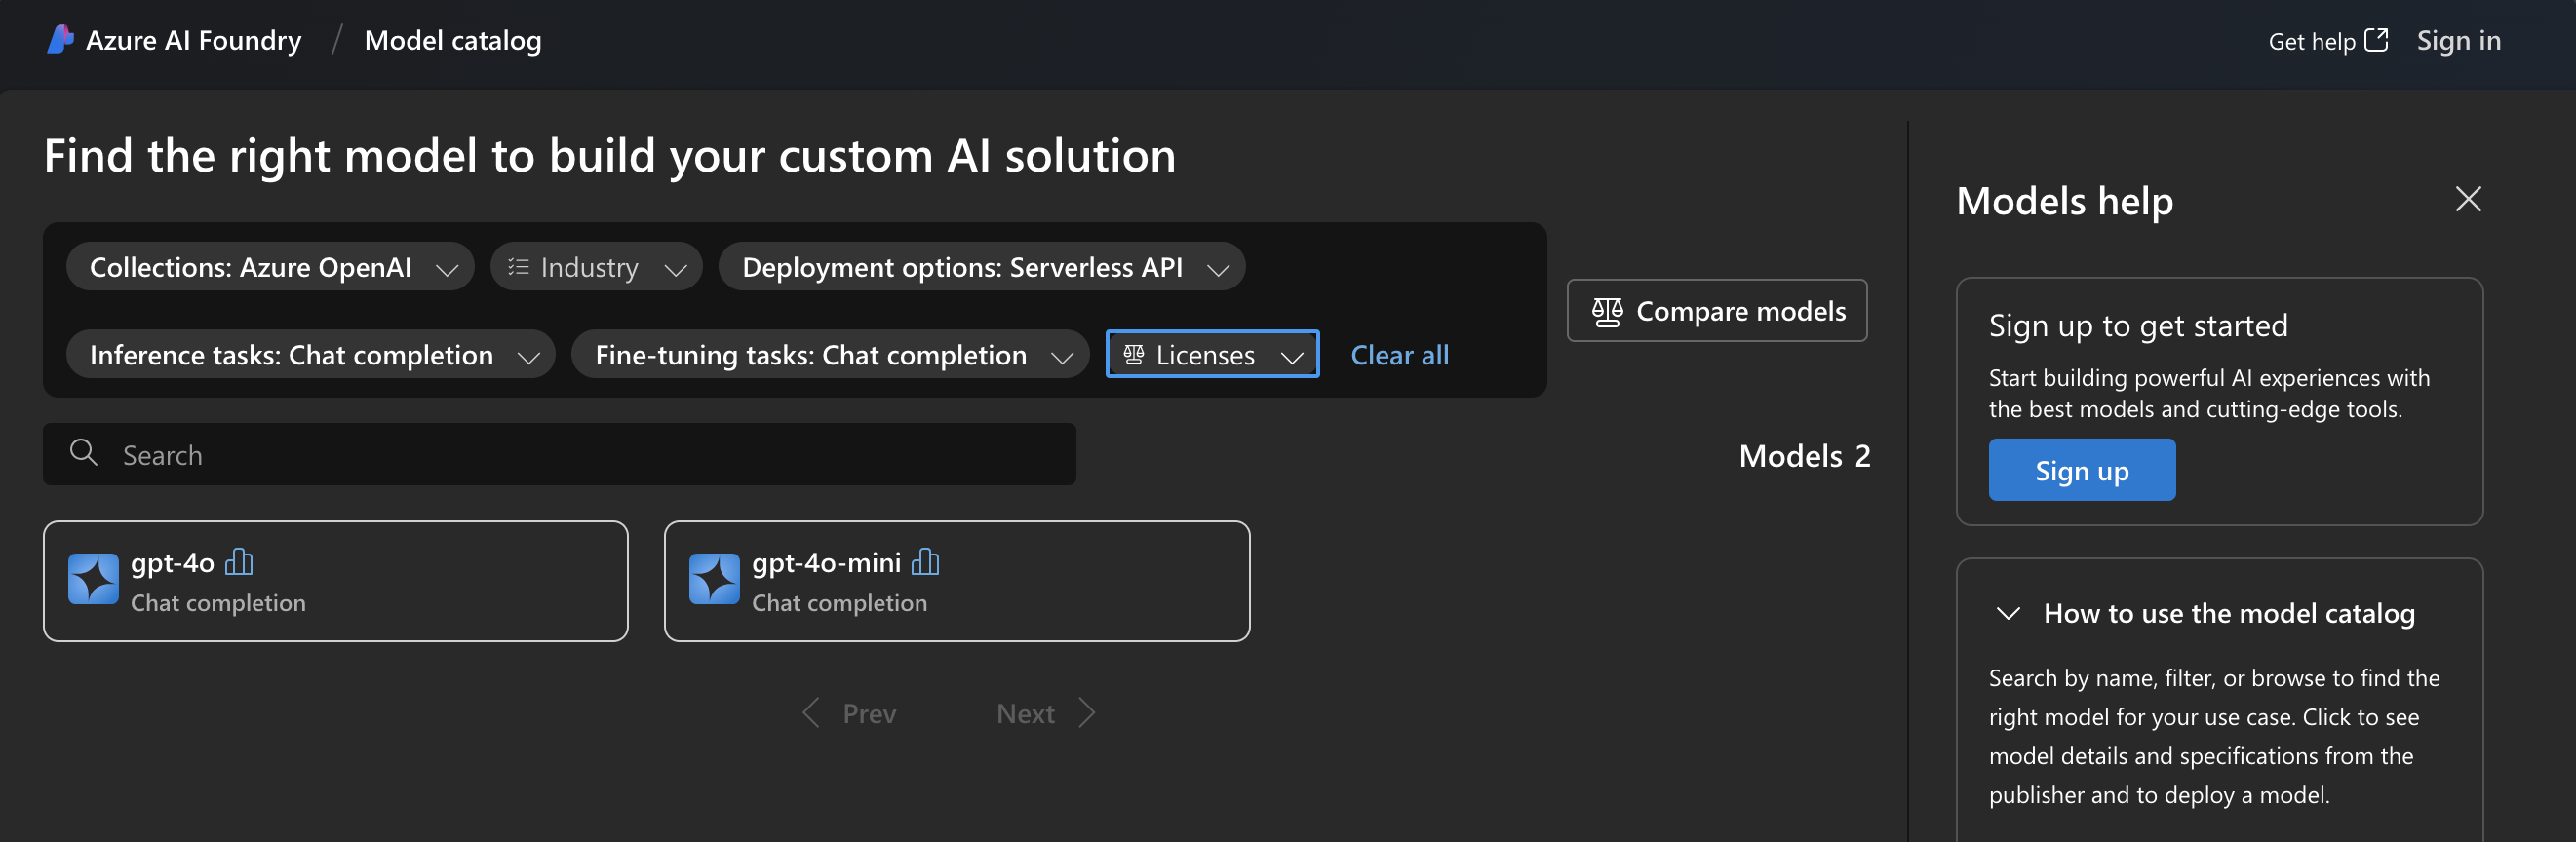 Azure AI Foundry / Model catalog
Get help
Sign in
Find the right model to build your custom AI solution
Collections: Azure OpenAI
Industry
Deployment options: Serverless API
Inference tasks: Chat completion
Fine-tuning tasks: Chat completion
Licenses
Clear all
Compare models
Search
Models 2
gpt-4o
Chat completion
gpt-4o-mini
Chat completion
Prev
Next
Models help
Sign up to get started
Start building powerful AI experiences with
the best models and cutting-edge tools.
Sign up
How to use the model catalog
Search by name, filter, or browse to find the
right model for your use case. Click to see
model details and specifications from the
publisher and to deploy a model.